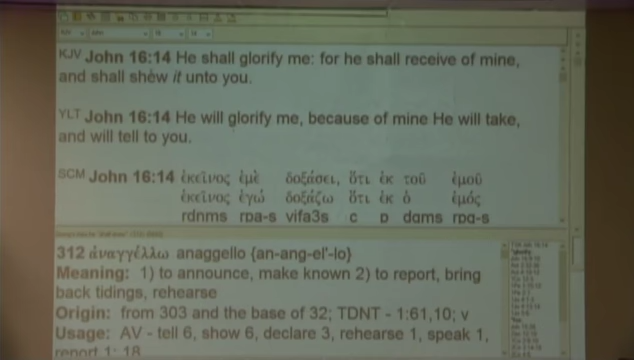 KJV John 16:14 He shall glorify me: for he shall receive of mine,
and shall shew it unto you.
YLT John 16:14 He will glorify me, because of mine He will take,
and will tell to you.
SCM John 16:14 ἐκεῖνος ἐμὲ δοξάσει, ὅτι ἐκ τοῦ ἐμοῦ
ἐκεῖνος ἐγώ δοξάζω ὅτι ἐκ ὁ ἐμός
rdnms rpa-s vifa3s c p dgms rpg-s
312 ἀναγγέλλω anaggello {an-ang-el'-lo}
Meaning: 1) to announce, make known 2) to report, bring
back tidings, rehearse
Origin: from 303 and the base of 32; TDNT - 1:61,10; v
Usage: AV - tell 6, show 6, declare 3, rehearse 1, speak 1,
report 1; 18